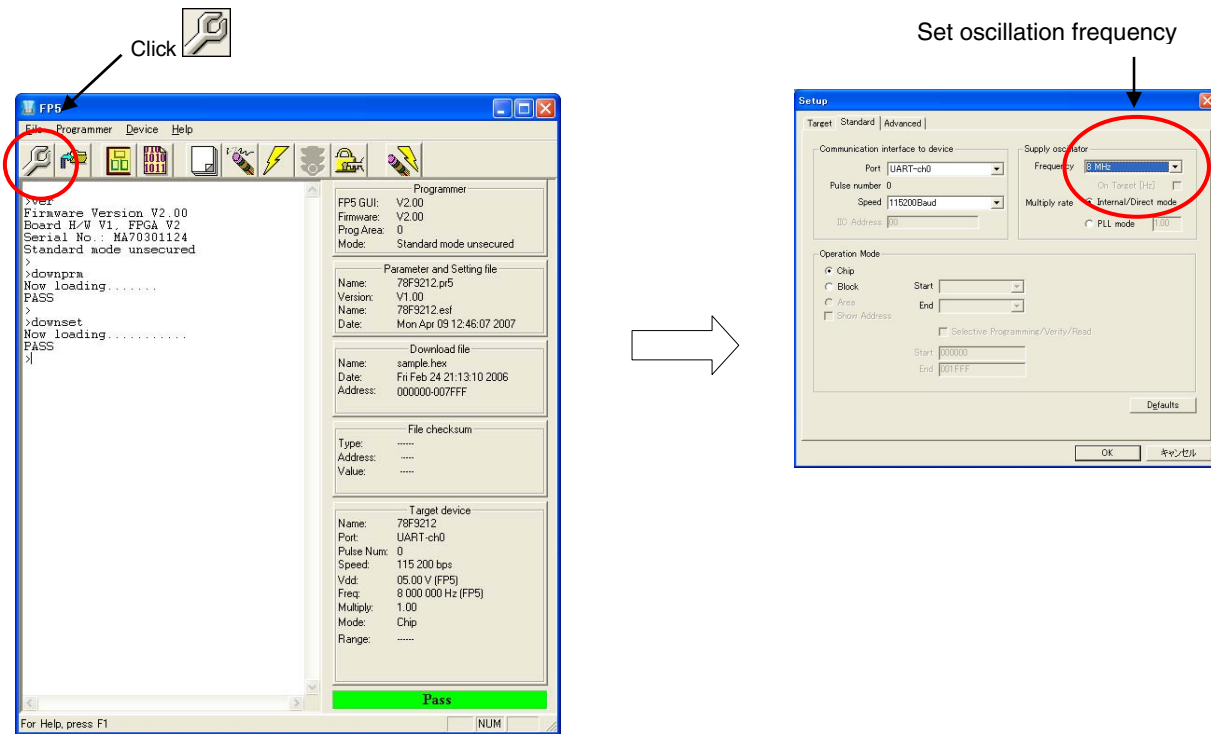 Click
Set oscillation frequency
FP5
File Programmer Device Help
>ver
Firmware Version V2.00
Board H/W V1, FPGA V2
Serial No.: MA70301124
Standard mode unsecured
>
>downprm
Now loading.......
PASS
>
>downset
Now loading...........
PASS
>
Programmer
FP5 GUI: V2.00
Firmware: V2.00
Prog Area: 0
Mode: Standard mode unsecured
Parameter and Setting file
Name: 78F9212.pr5
Version: V1.00
Name: 78F9212.esf
Date: Mon Apr 09 12:46:07 2007
Download file
Name: sample.hex
Date: Fri Feb 24 21:13:10 2006
Address: 000000-007FFF
File checksum
Type: -----
Address: -----
Value: -----
Target device
Name: 78F9212
Port: UART-ch0
Pulse Num: 0
Speed: 115 200 bps
Vdd: 05.00 V (FP5)
Freq: 8 000 000 Hz (FP5)
Multiply: 1.00
Mode: Chip
Range: -----
Pass
For Help, press F1
NUM
Setup
Target Standard Advanced
Communication interface to device
Port UART-ch0
Pulse number 0
Speed 115200Baud
IIC Address 00
Supply oscillator
Frequency 8 MHz
On Target [Hz]
Multiply rate Internal/Direct mode
PLL mode 1.00
Operation Mode
Chip
Block Start
Area End
Show Address
Selective Programming/Verify/Read
Start 000000
End 001FFF
Defaults
OK キャンセル